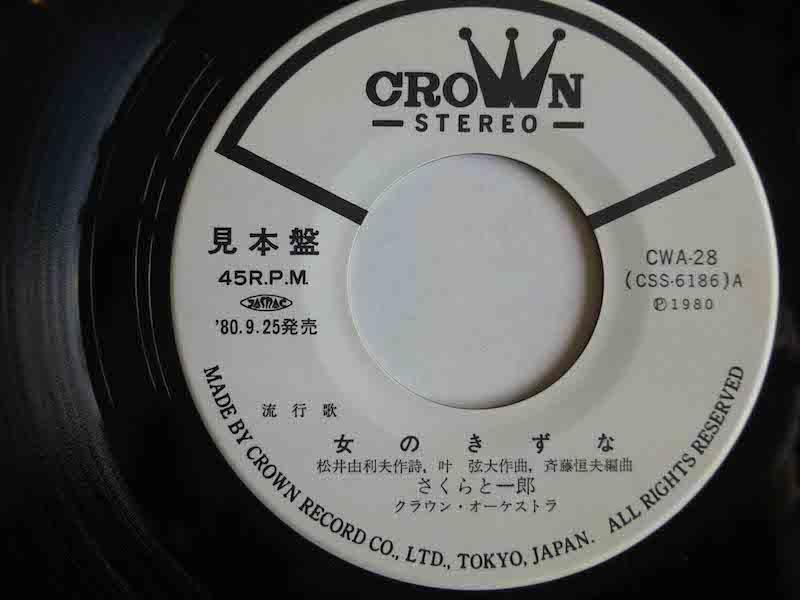 CROWN
STEREO
見本盤
45R.P.M.
JASRAC
'80.9.25発売
CWA-28
(CSS-6186)A
Ⓟ1980
流行歌
女のきずな
松井由利夫作詩, 叶 弦大作曲, 斉藤恒夫編曲
さくらと一郎
クラウン・オーケストラ
MADE BY CROWN RECORD CO., LTD., TOKYO, JAPAN. ALL RIGHTS RESERVED